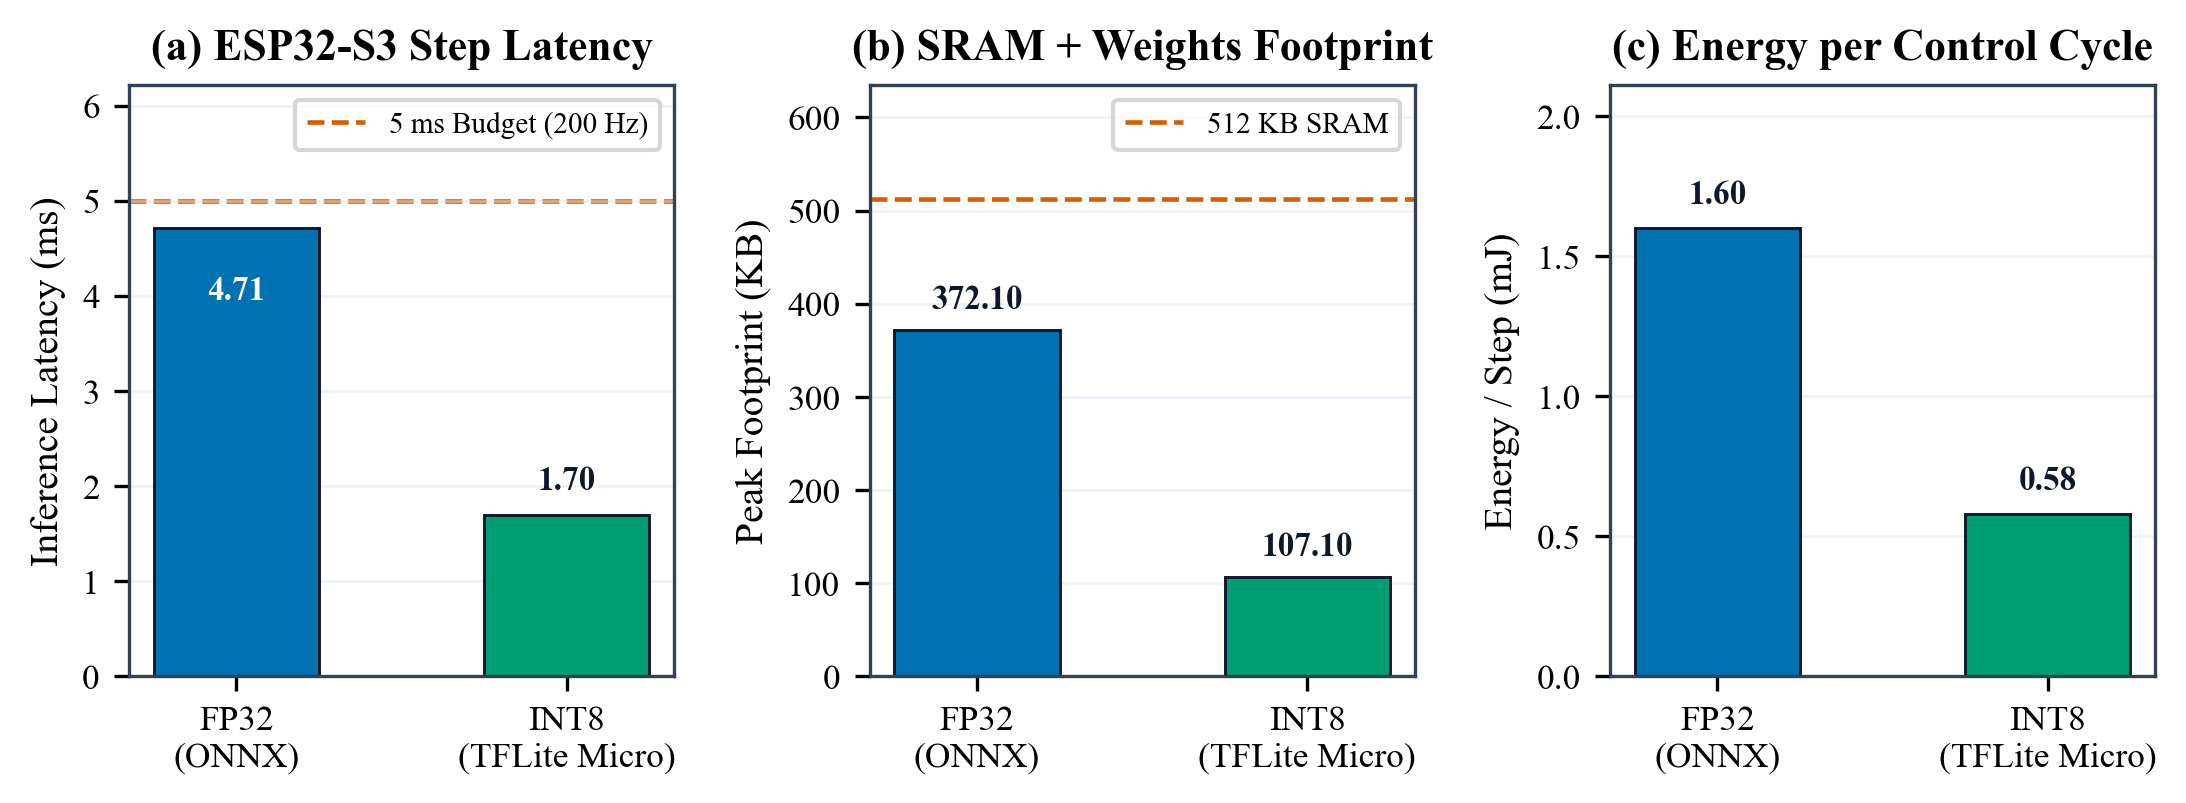 (a) ESP32-S3 Step Latency
Inference Latency (ms)
6
5
4
3
2
1
0
5 ms Budget (200 Hz)
4.71
1.70
FP32
(ONNX)
INT8
(TFLite Micro)
(b) SRAM + Weights Footprint
Peak Footprint (KB)
600
500
400
300
200
100
0
512 KB SRAM
372.10
107.10
FP32
(ONNX)
INT8
(TFLite Micro)
(c) Energy per Control Cycle
Energy / Step (mJ)
2.0
1.5
1.0
0.5
0.0
1.60
0.58
FP32
(ONNX)
INT8
(TFLite Micro)